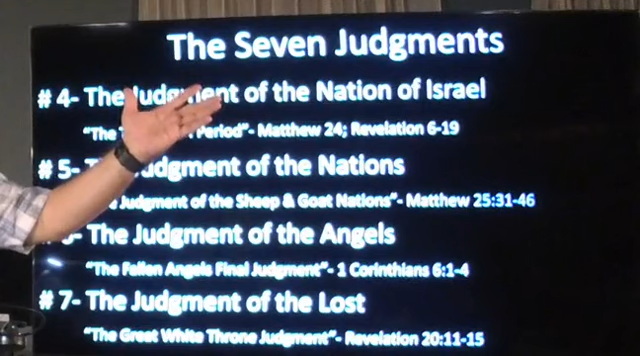 The Seven Judgments
# 4- The Judgment of the Nation of Israel
"The Period"- Matthew 24; Revelation 6-19
# 5- Judgment of the Nations
Judgment of the Sheep & Goat Nations"- Matthew 25:31-46
The Judgment of the Angels
"The Fallen Angels Final Judgment"- 1 Corinthians 6:1-4
# 7- The Judgment of the Lost
"The Great White Throne Judgment"- Revelation 20:11-15